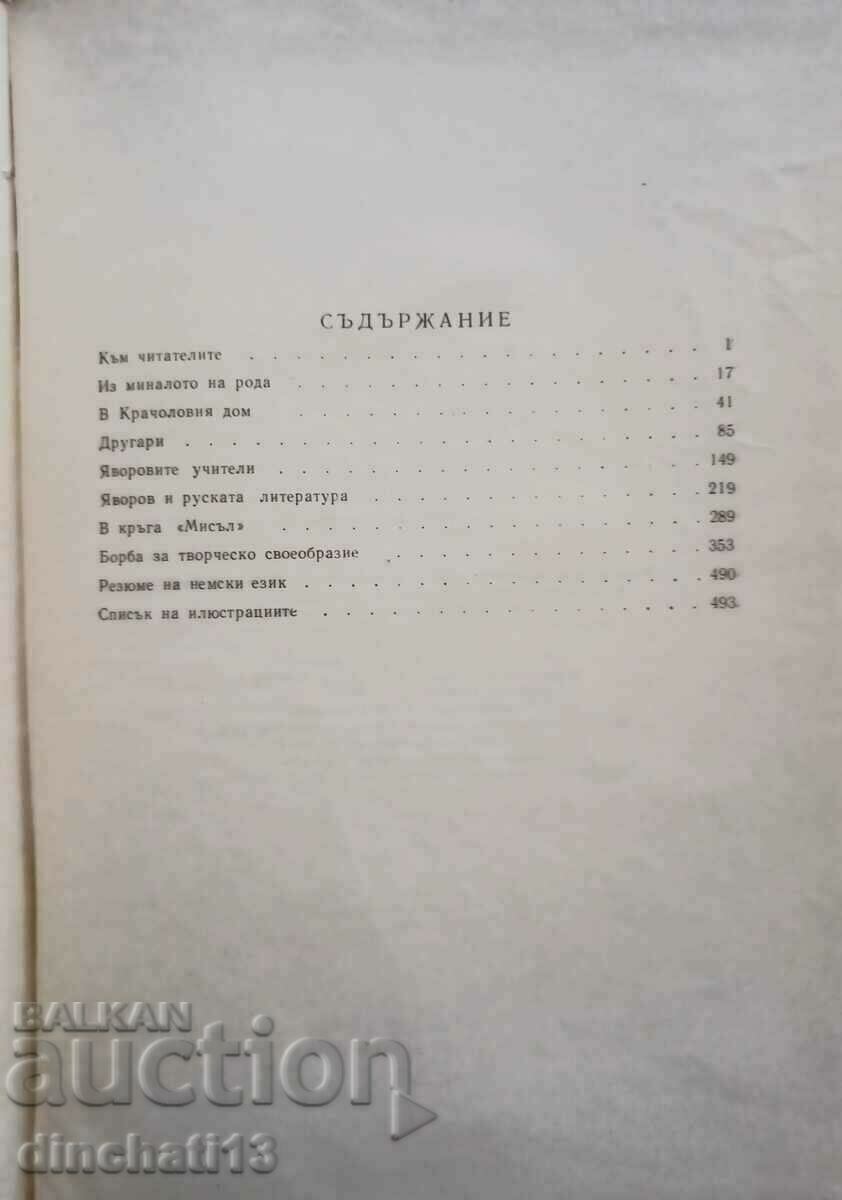 СЪДЪРЖАНИЕ
Към читателите . . . . . . . . . . . . . . . 1
Из миналото на рода . . . . . . . . . . . . . 17
В Крачоловия дом . . . . . . . . . . . . . . 41
Другари . . . . . . . . . . . . . . . . . . 85
Яворовите учители . . . . . . . . . . . . . . 149
Яворов и руската литература . . . . . . . . . . . 219
В кръга «Мисъл» . . . . . . . . . . . . . . 289
Борба за творческо своеобразие . . . . . . . . . . 353
Резюме на немски език . . . . . . . . . . . . . 490
Списък на илюстрациите . . . . . . . . . . . . . 493
BALKAN
auction
dinchati13